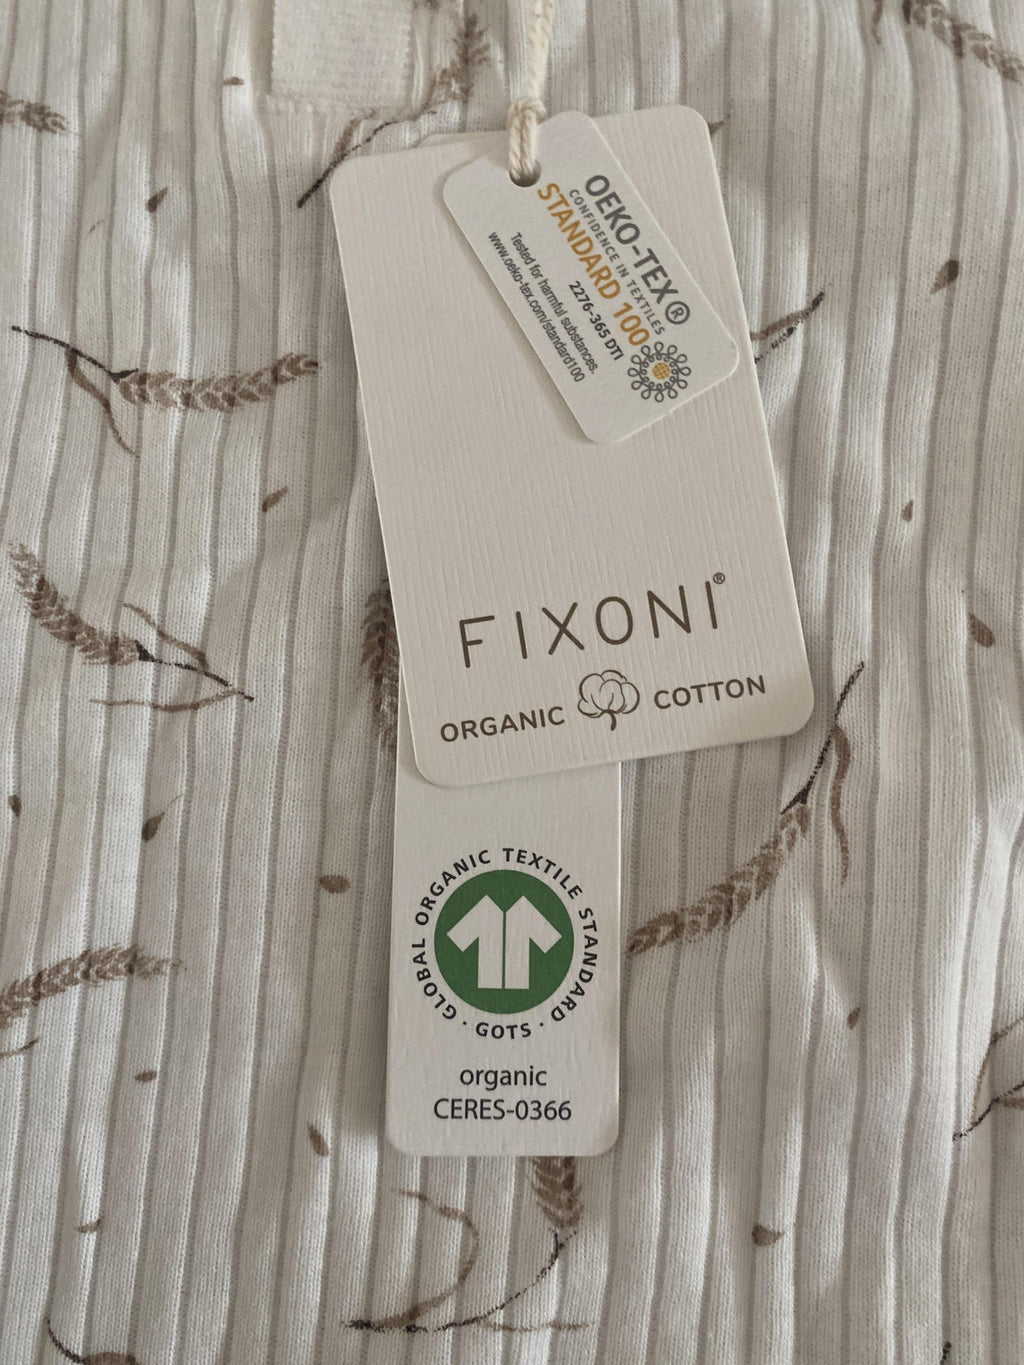 OEKO-TEX®
CONFIDENCE IN TEXTILES
STANDARD 100
2276-365 DTI
Tested for harmful substances.
www.oeko-tex.com/standard100
FIXONI®
ORGANIC COTTON
GLOBAL ORGANIC TEXTILE STANDARD · GOTS ·
organic
CERES-0366